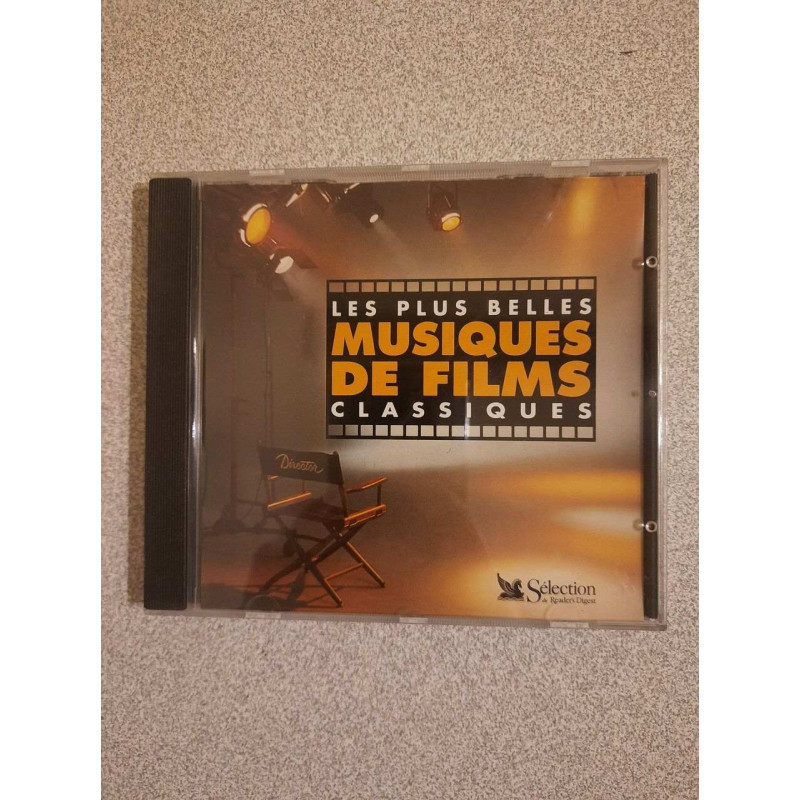 LES PLUS BELLES
MUSIQUES
DE FILMS
CLASSIQUES
Director
Sélection
du Reader's Digest